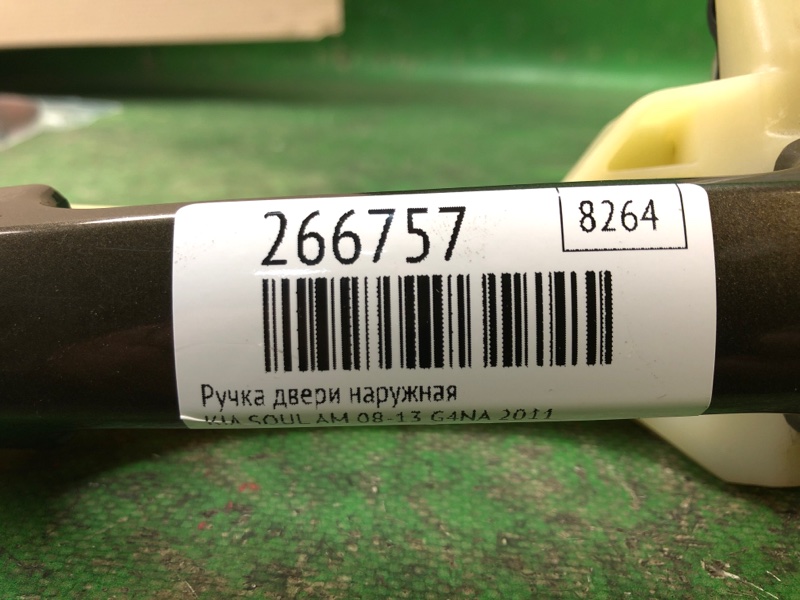 266757
8264
Ручка двери наружная
KIA SOUL AM 08-13 G4NA 2011